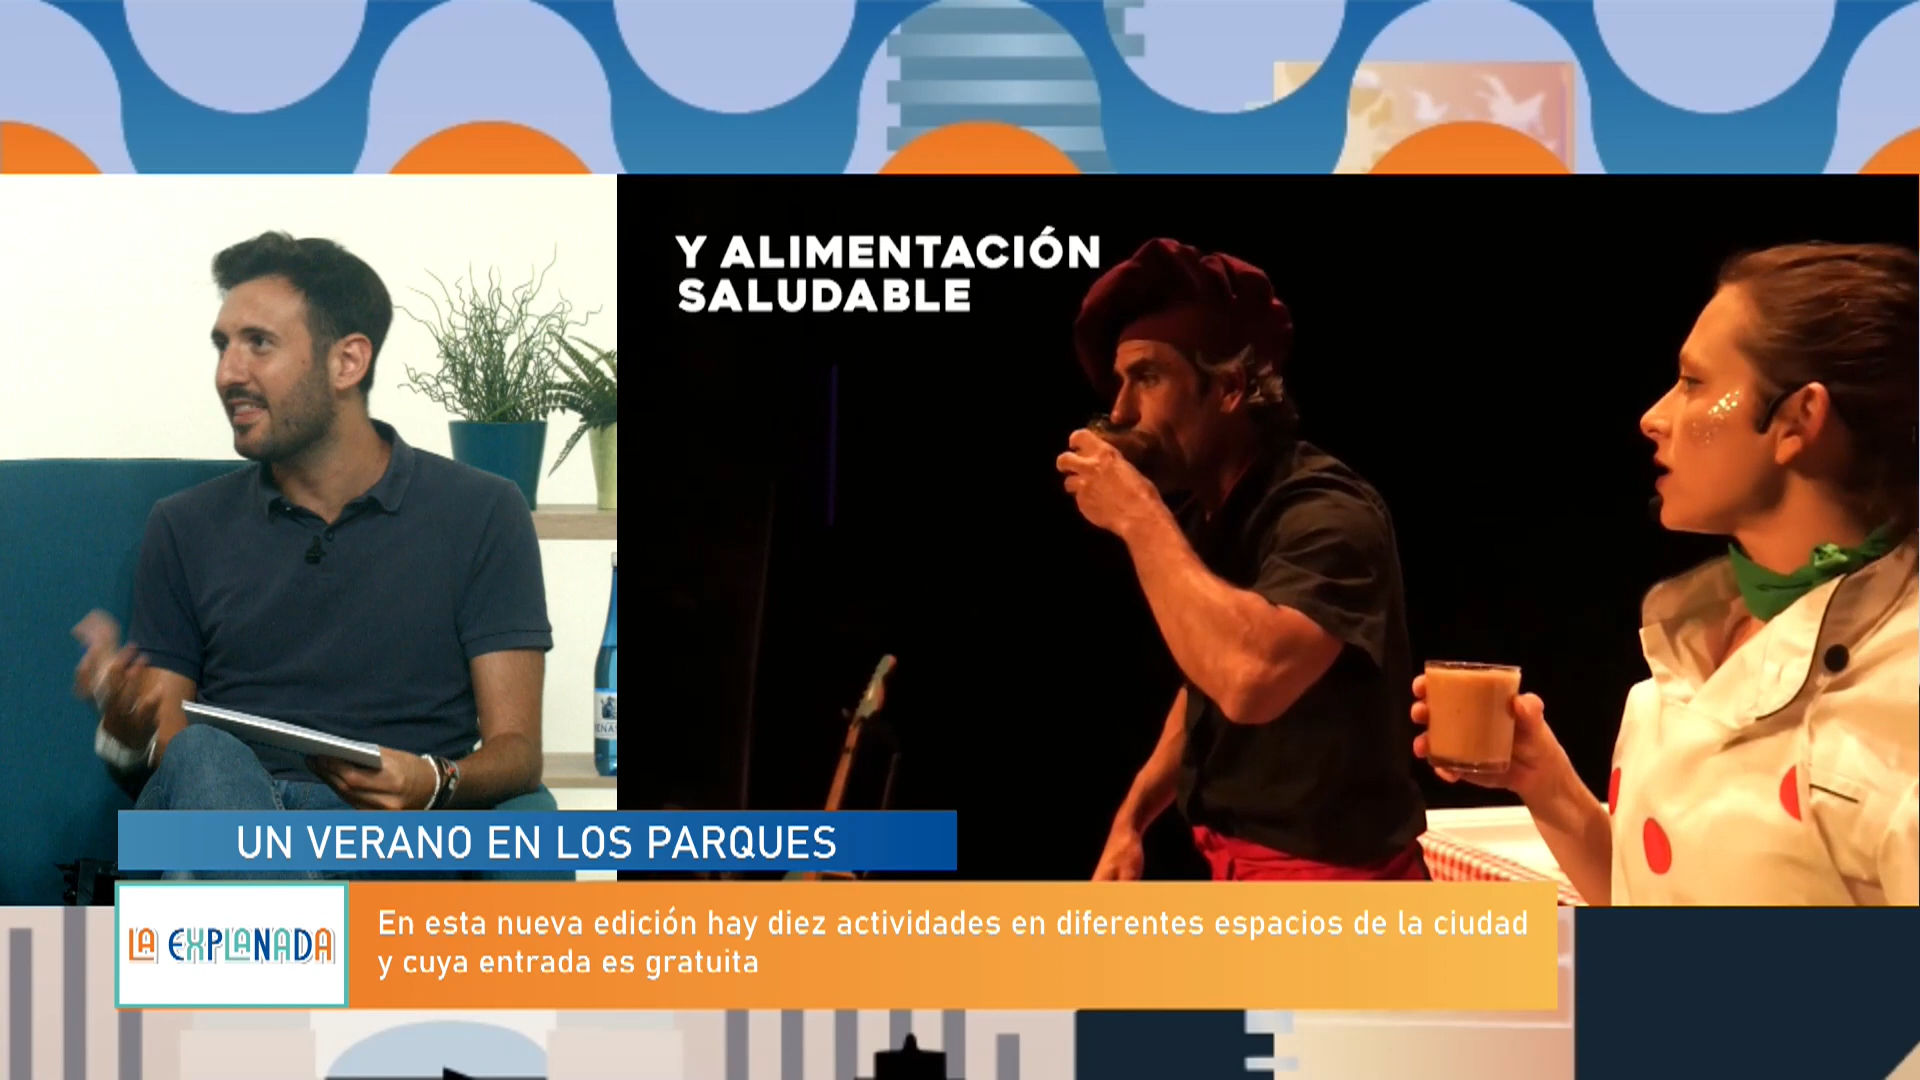 Y ALIMENTACIÓN
SALUDABLE
UN VERANO EN LOS PARQUES
LA EXPLANADA
En esta nueva edición hay diez actividades en diferentes espacios de la ciudad
y cuya entrada es gratuita